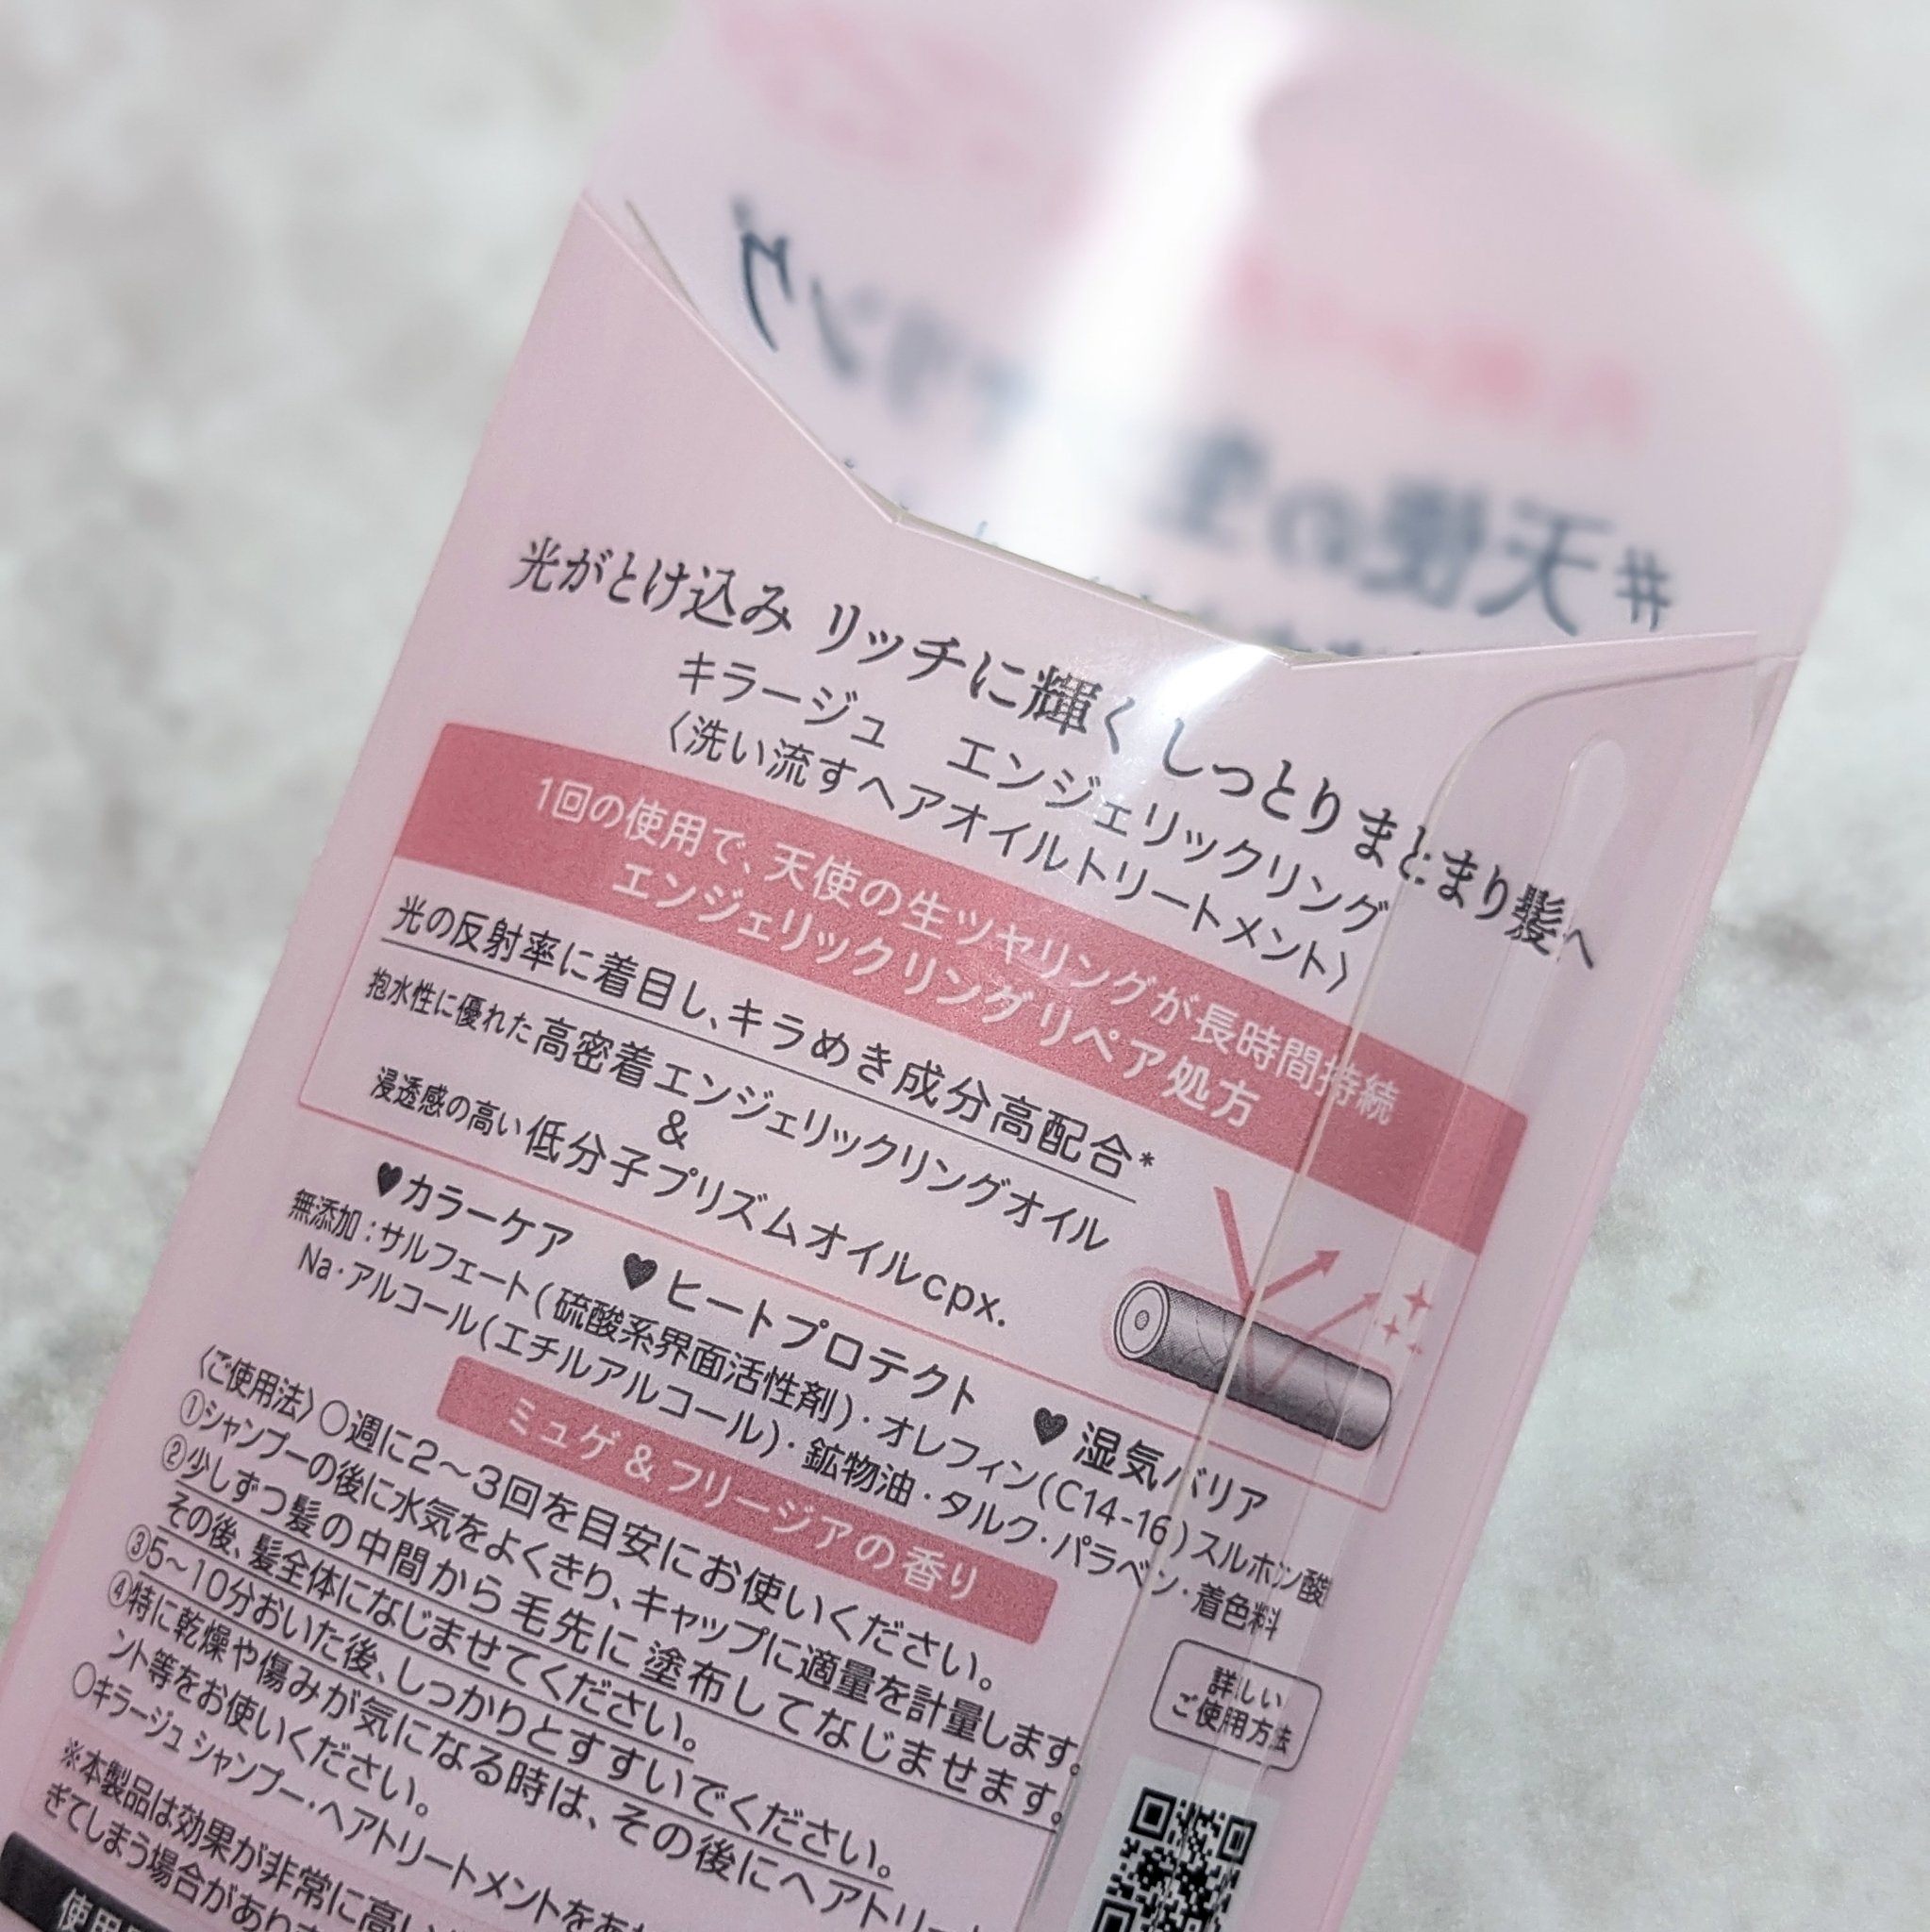 #天使の生
リング
光がとけ込み リッチに輝く しっとり まとまり髪へ
キラージュ エンジェリックリング
〈洗い流すヘアオイルトリートメント〉
1回の使用で、天使の生ツヤリングが長時間持続
エンジェリックリングリペア処方
光の反射率に着目し、キラめき成分高配合*
抱水性に優れた高密着エンジェリックリングオイル
&
浸透感の高い低分子プリズムオイルcpx.
♥カラーケア ♥ヒートプロテクト ♥湿気バリア
無添加:サルフェート(硫酸系界面活性剤)・オレフィン(C14-16)スルホン酸
Na・アルコール(エチルアルコール)・鉱物油・タルク・パラベン・着色料
ミュゲ&フリージアの香り
〈ご使用法〉○週に2〜3回を目安にお使いください。
①シャンプーの後に水気をよくきり、キャップに適量を計量します。
②少しずつ髪の中間から毛先に塗布してなじませます。
その後、髪全体になじませてください。
③5〜10分おいた後、しっかりとすすいでください。
④特に乾燥や傷みが気になる時は、その後にヘアトリート
ント等をお使いください。
○キラージュ シャンプー・ヘアトリートメントをあ
※本製品は効果が非常に高い
ぎてしまう場合があり
使用
詳しい
ご使用方法